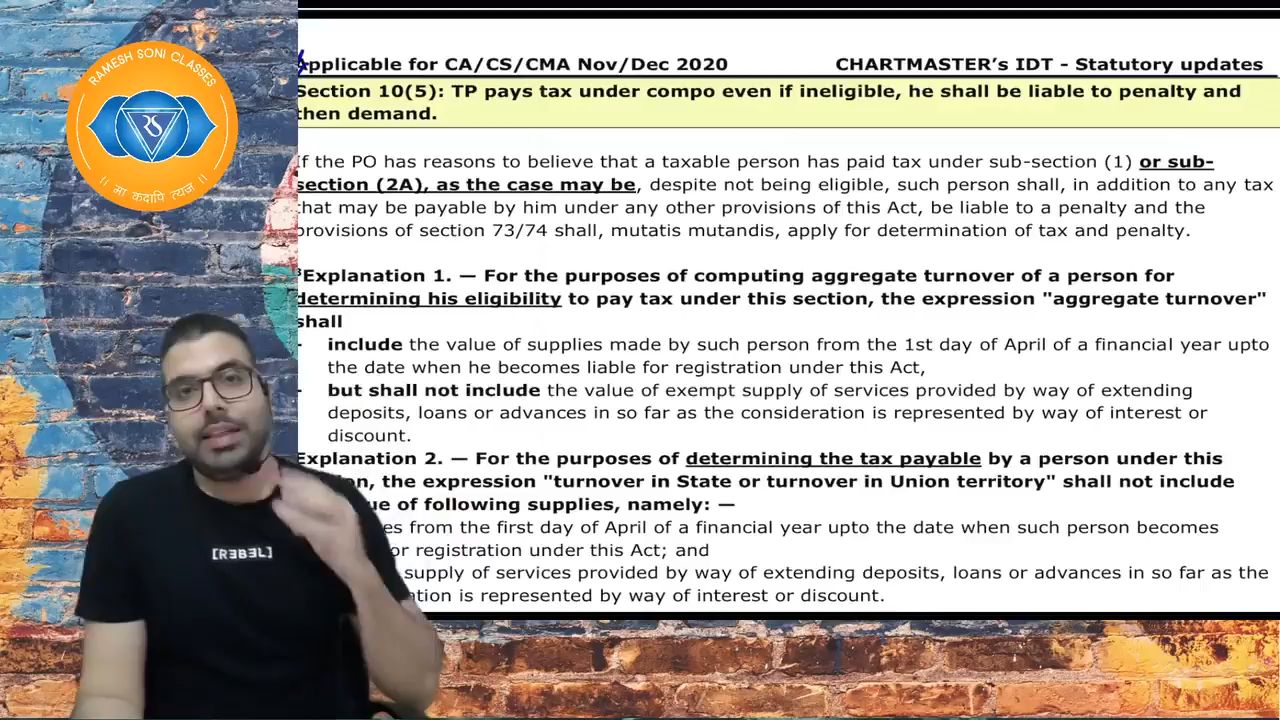 RAMESH SONI CLASSES
।। मां कदापि त्यज ।।
pplicable for CA/CS/CMA Nov/Dec 2020 CHARTMASTER’s IDT - Statutory updates
Section 10(5): TP pays tax under compo even if ineligible, he shall be liable to penalty and
then demand.
If the PO has reasons to believe that a taxable person has paid tax under sub-section (1) or sub-
section (2A), as the case may be, despite not being eligible, such person shall, in addition to any tax
that may be payable by him under any other provisions of this Act, be liable to a penalty and the
provisions of section 73/74 shall, mutatis mutandis, apply for determination of tax and penalty.
Explanation 1. — For the purposes of computing aggregate turnover of a person for
determining his eligibility to pay tax under this section, the expression "aggregate turnover"
shall
- include the value of supplies made by such person from the 1st day of April of a financial year upto
the date when he becomes liable for registration under this Act,
- but shall not include the value of exempt supply of services provided by way of extending
deposits, loans or advances in so far as the consideration is represented by way of interest or
discount.
Explanation 2. — For the purposes of determining the tax payable by a person under this
on, the expression "turnover in State or turnover in Union territory" shall not include
ue of following supplies, namely: —
es from the first day of April of a financial year upto the date when such person becomes
or registration under this Act; and
supply of services provided by way of extending deposits, loans or advances in so far as the
tion is represented by way of interest or discount.
[RƎBƎL]